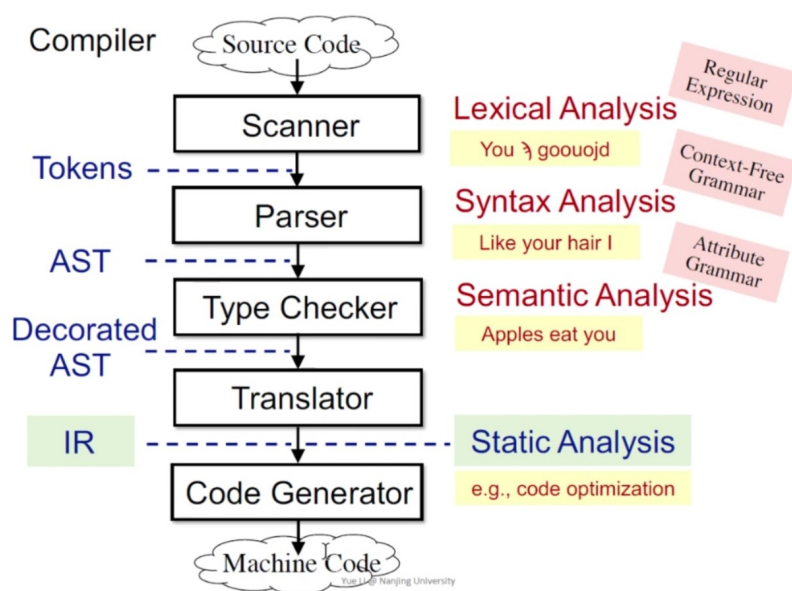 Compiler
Source Code
Regular
Expression
Scanner
Lexical Analysis
You goouojd
Tokens
Context-Free
Grammar
Parser
Syntax Analysis
Like your hair I
AST
Attribute
Grammar
Type Checker
Semantic Analysis
Apples eat you
Decorated
AST
Translator
IR
Static Analysis
Code Generator
e.g., code optimization
Machine Code
Yue Li @ Nanjing University